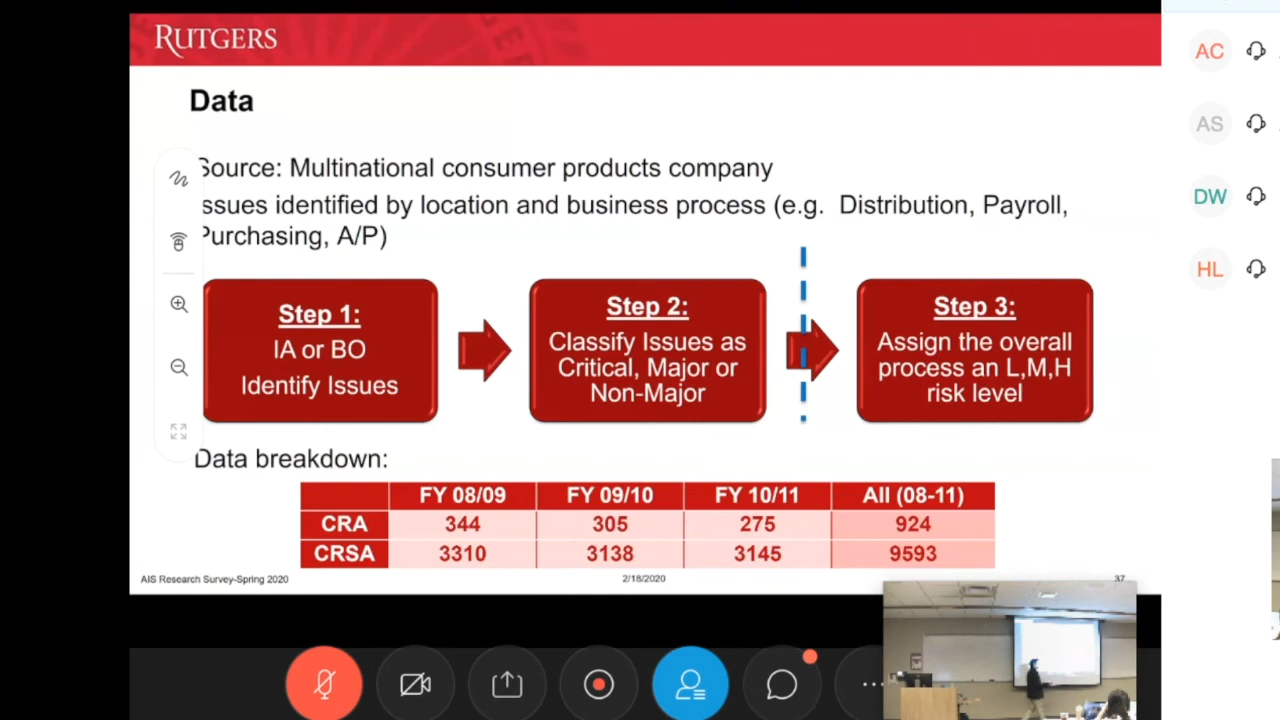 RUTGERS
AC
Data
AS
Source: Multinational consumer products company
DW
ssues identified by location and business process (e.g. Distribution, Payroll,
Purchasing, A/P)
HL
Step 1:
IA or BO
Identify Issues
Step 2:
Classify Issues as
Critical, Major or
Non-Major
Step 3:
Assign the overall
process an L,M,H
risk level
Data breakdown:
FY 08/09 FY 09/10 FY 10/11 All (08-11)
CRA 344 305 275 924
CRSA 3310 3138 3145 9593
AIS Research Survey-Spring 2020 2/18/2020 37